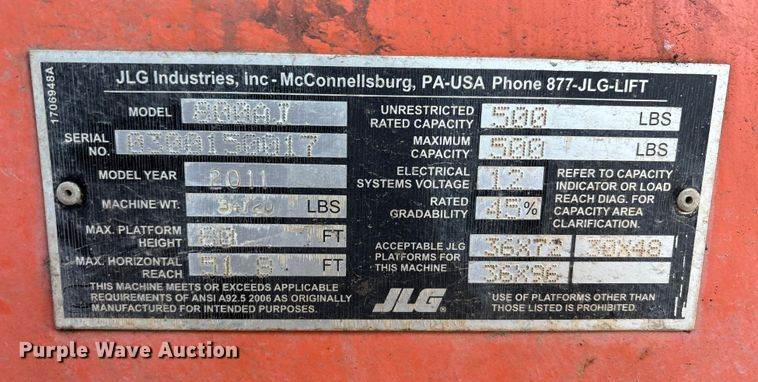 1706948A
JLG Industries, Inc - McConnellsburg, PA-USA Phone 877-JLG-LIFT
MODEL 800AJ
SERIAL NO. 0300150017
MODEL YEAR 2011
MACHINE WT. LBS
MAX. PLATFORM HEIGHT 80 FT
MAX. HORIZONTAL REACH 51.8 FT
THIS MACHINE MEETS OR EXCEEDS APPLICABLE
REQUIREMENTS OF ANSI A92.5 2006 AS ORIGINALLY
MANUFACTURED FOR INTENDED PURPOSES.
UNRESTRICTED RATED CAPACITY 500 LBS
MAXIMUM CAPACITY 500 LBS
ELECTRICAL SYSTEMS VOLTAGE 12
RATED GRADABILITY 45%
REFER TO CAPACITY
INDICATOR OR LOAD
REACH DIAG. FOR
CAPACITY AREA
CLARIFICATION.
ACCEPTABLE JLG
PLATFORMS FOR
THIS MACHINE
36X72 30X48
36X96
JLG®
USE OF PLATFORMS OTHER THAN
THOSE LISTED IS PROHIBITED.
Purple Wave Auction